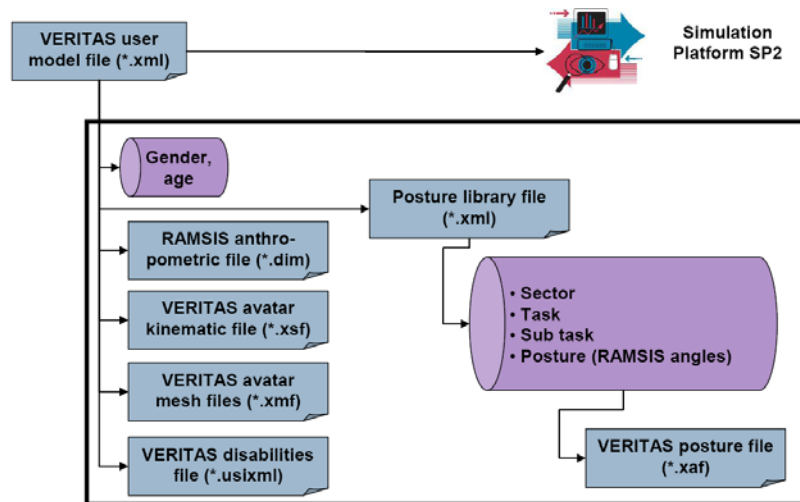 VERITAS user
model file (*.xml)
Simulation
Platform SP2
Gender,
age
Posture library file
(*.xml)
RAMSIS anthro-
pometric file (*.dim)
• Sector
• Task
• Sub task
• Posture (RAMSIS angles)
VERITAS avatar
kinematic file (*.xsf)
VERITAS avatar
mesh files (*.xmf)
VERITAS disabilities
file (*.usixml)
VERITAS posture file
(*.xaf)